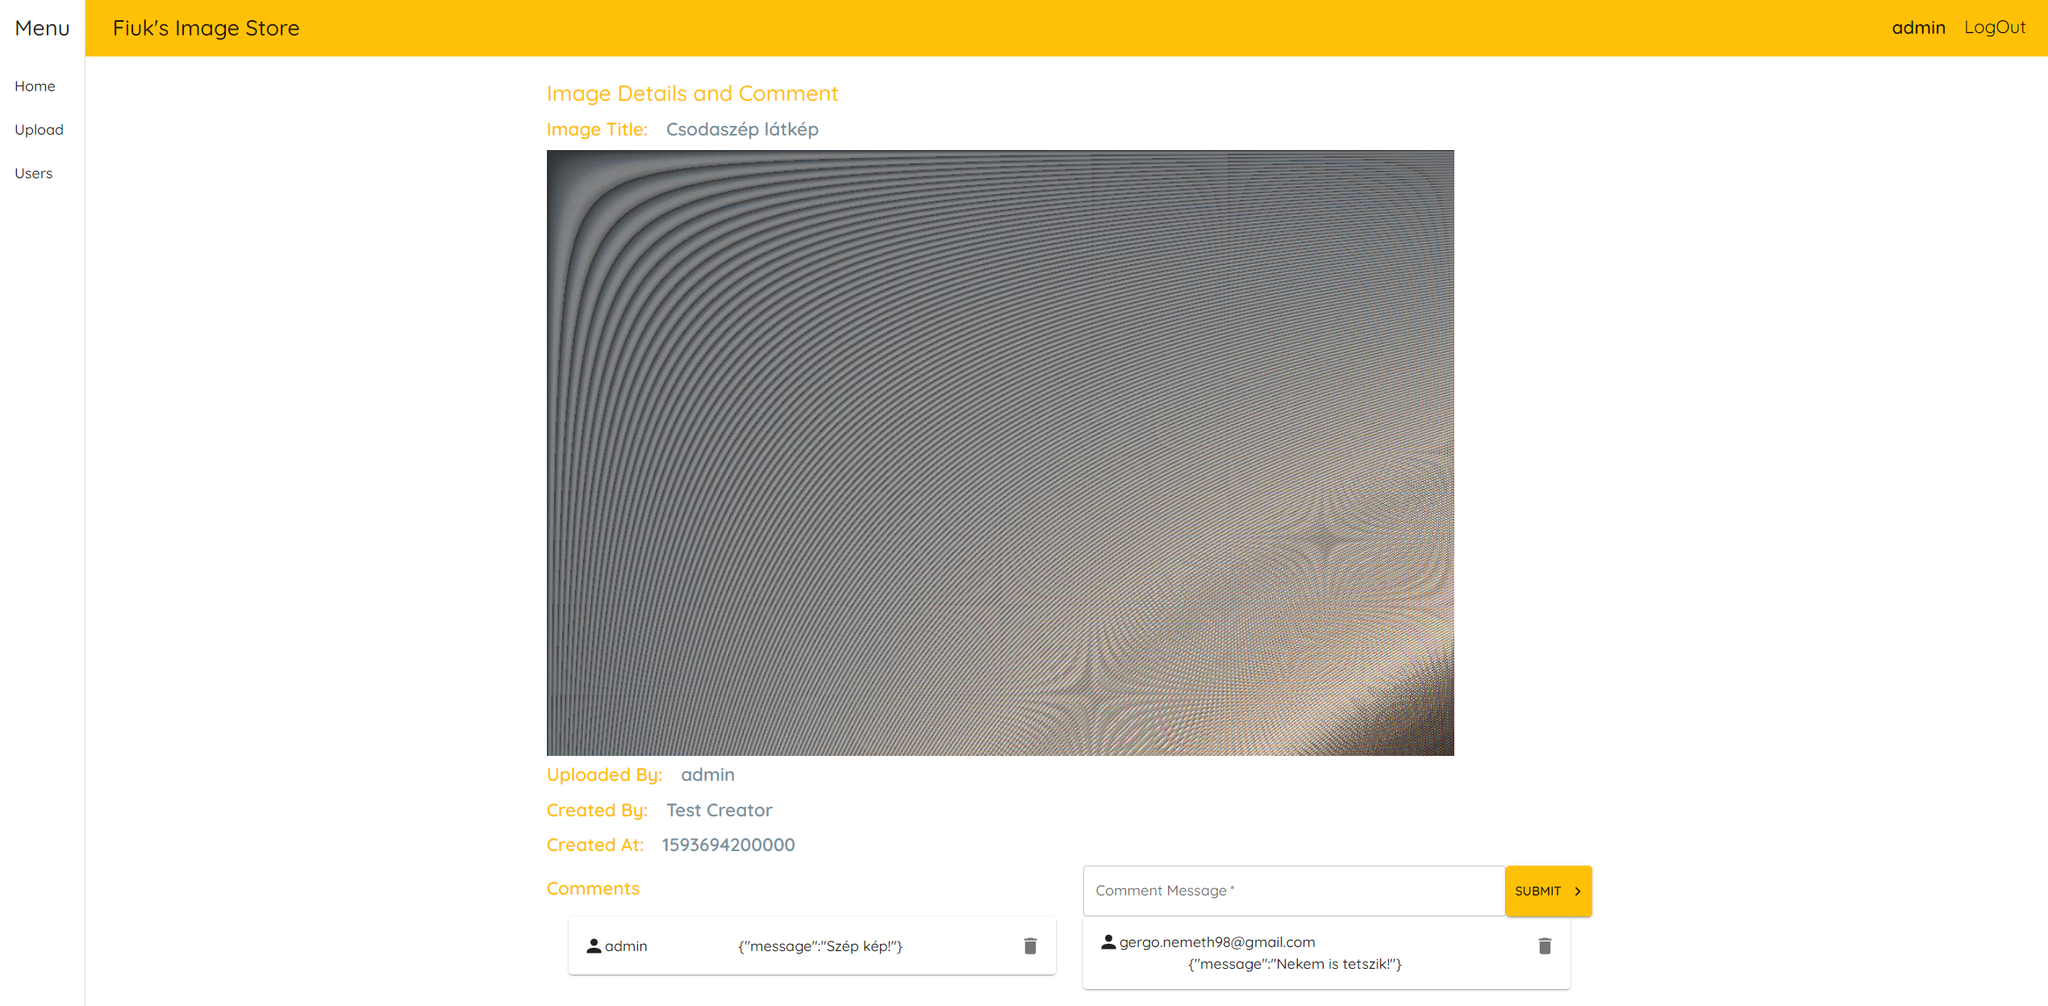 Menu
Fiuk's Image Store
admin
LogOut
Home
Upload
Users
Image Details and Comment
Image Title: Csodaszép látkép
Uploaded By: admin
Created By: Test Creator
Created At: 1593694200000
Comments
Comment Message *
SUBMIT
admin {"message":"Szép kép!"}
gergo.nemeth98@gmail.com
{"message":"Nekem is tetszik!"}